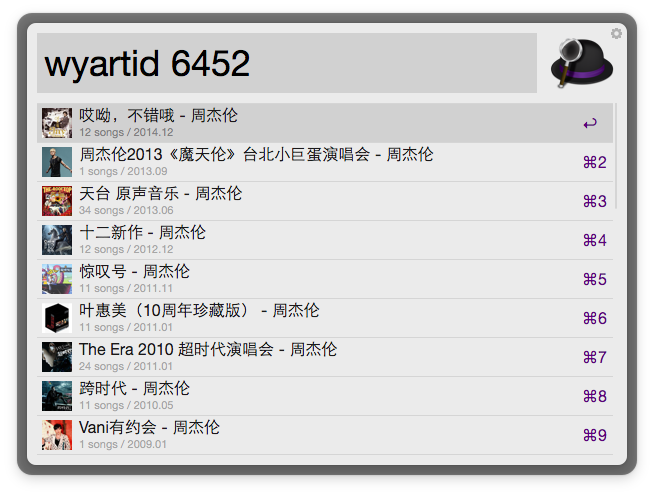 wyartid 6452
哎呦，不错哦 - 周杰伦
12 songs / 2014.12
↩
周杰伦2013《魔天伦》台北小巨蛋演唱会 - 周杰伦
1 songs / 2013.09
⌘2
天台 原声音乐 - 周杰伦
34 songs / 2013.06
⌘3
十二新作 - 周杰伦
12 songs / 2012.12
⌘4
惊叹号 - 周杰伦
11 songs / 2011.11
⌘5
叶惠美（10周年珍藏版） - 周杰伦
11 songs / 2011.01
⌘6
The Era 2010 超时代演唱会 - 周杰伦
24 songs / 2011.01
⌘7
跨时代 - 周杰伦
11 songs / 2010.05
⌘8
Vani有约会 - 周杰伦
1 songs / 2009.01
⌘9